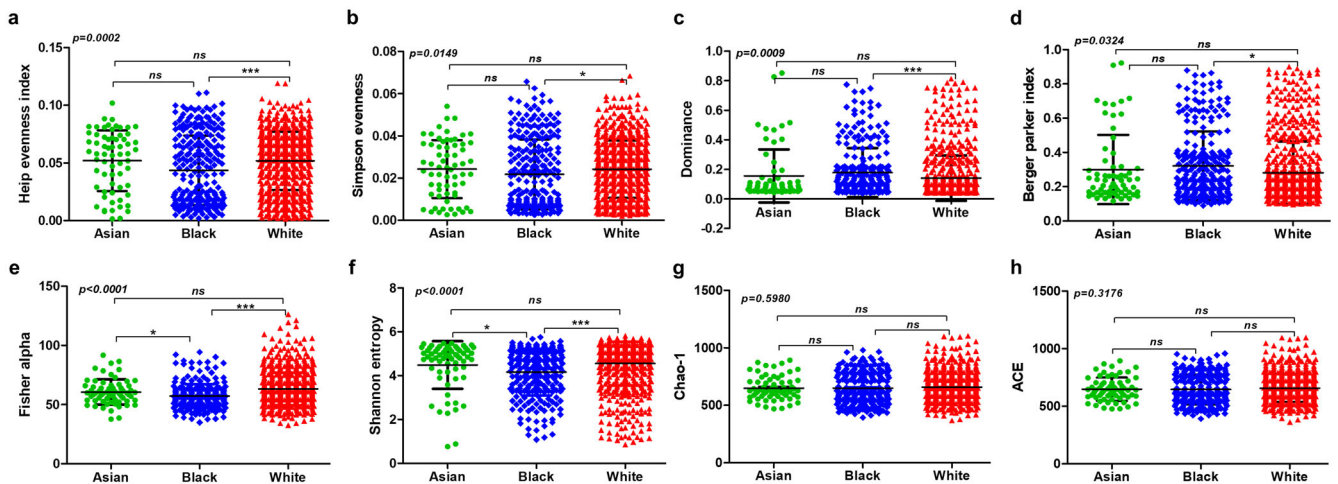 a
p=0.0002
ns
ns
***
Heip evenness index
0.15
0.10
0.05
0.00
Asian Black White
b
p=0.0149
ns
ns
*
Simpson evenness
0.08
0.06
0.04
0.02
0.00
Asian Black White
c
p=0.0009
ns
ns
***
Dominance
1.0
0.8
0.6
0.4
0.2
0.0
-0.2
Asian Black White
d
p=0.0324
ns
ns
*
Berger parker index
1.0
0.8
0.6
0.4
0.2
0.0
Asian Black White
e
p<0.0001
ns
*
***
Fisher alpha
150
100
50
0
Asian Black White
f
p<0.0001
ns
*
***
Shannon entropy
8
6
4
2
0
Asian Black White
g
p=0.5980
ns
ns
ns
Chao-1
1500
1000
500
0
Asian Black White
h
p=0.3176
ns
ns
ns
ACE
1500
1000
500
0
Asian Black White